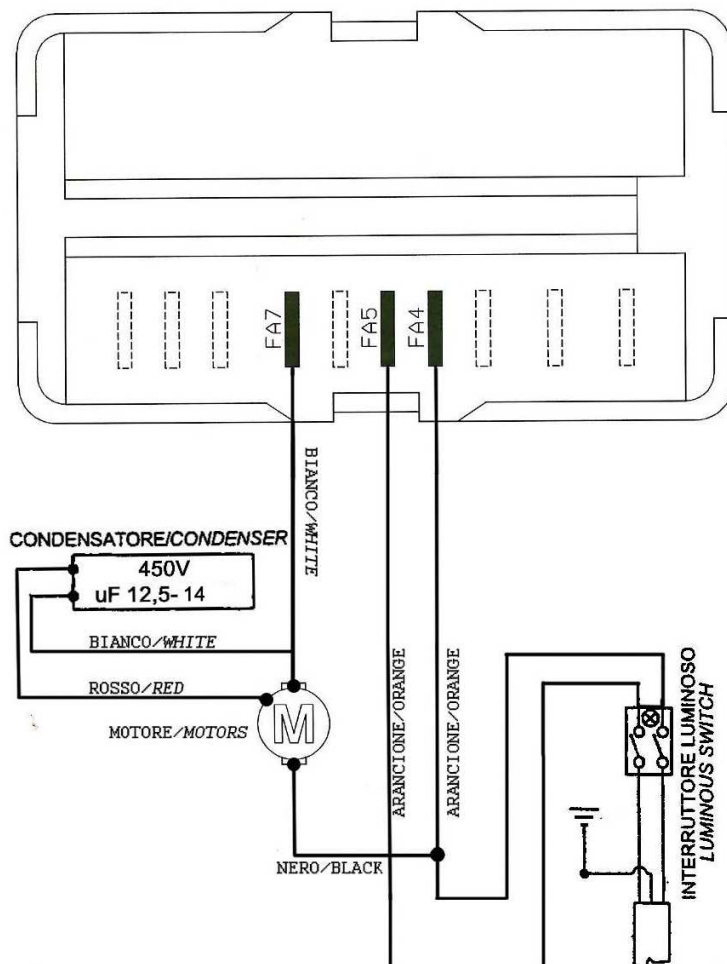 FA7
FA5
FA4
BIANCO/WHITE
CONDENSATORE/CONDENSER
450V
uF 12,5- 14
BIANCO/WHITE
ROSSO/RED
MOTORE/MOTORS
M
ARANCIONE/ORANGE
ARANCIONE/ORANGE
INTERRUTTORE LUMINOSO
LUMINOUS SWITCH
NERO/BLACK